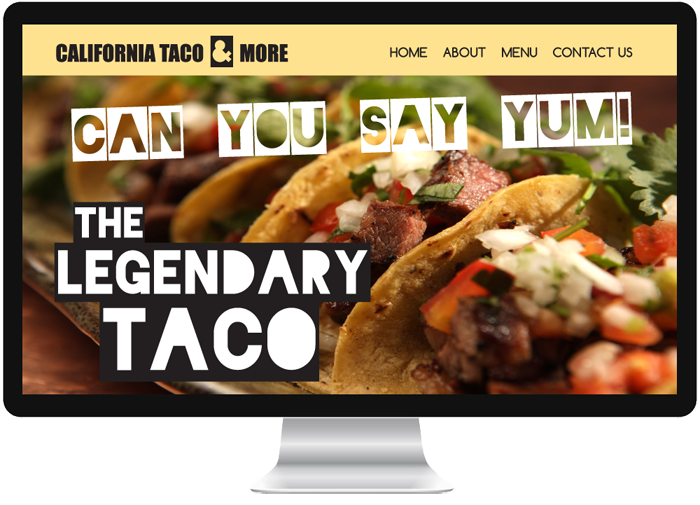 CALIFORNIA TACO & MORE
HOME ABOUT MENU CONTACT US
CAN YOU SAY YUM!
THE
LEGENDARY
TACO